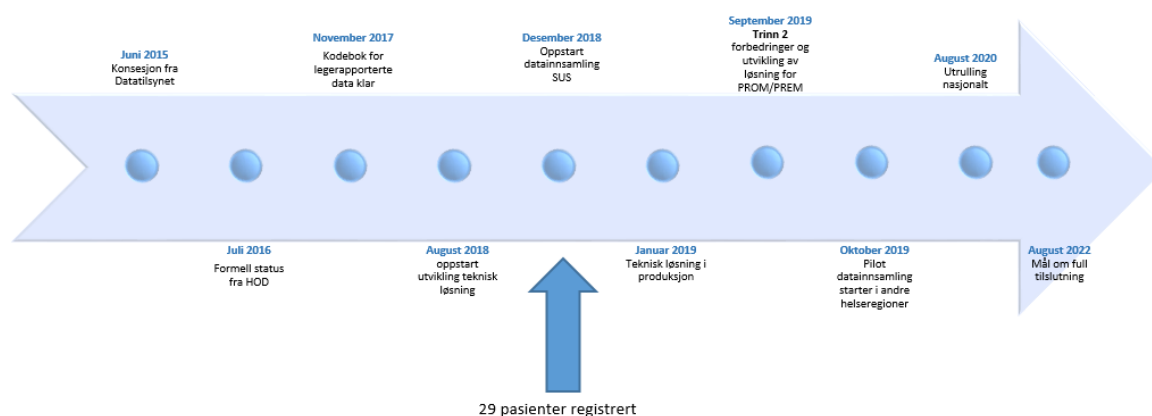 Juni 2015
Konsesjon fra
Datatilsynet
Juli 2016
Formell status
fra HOD
November 2017
Kodebok for
legerapporterte
data klar
August 2018
oppstart
utvikling teknisk
løsning
Desember 2018
Oppstart
datainnsamling
SUS
Januar 2019
Teknisk løsning i
produksjon
September 2019
Trinn 2
forbedringer og
utvikling av
løsning for
PROM/PREM
Oktober 2019
Pilot
datainnsamling
starter i andre
helseregioner
August 2020
Utrulling
nasjonalt
August 2022
Mål om full
tilslutning
29 pasienter registrert